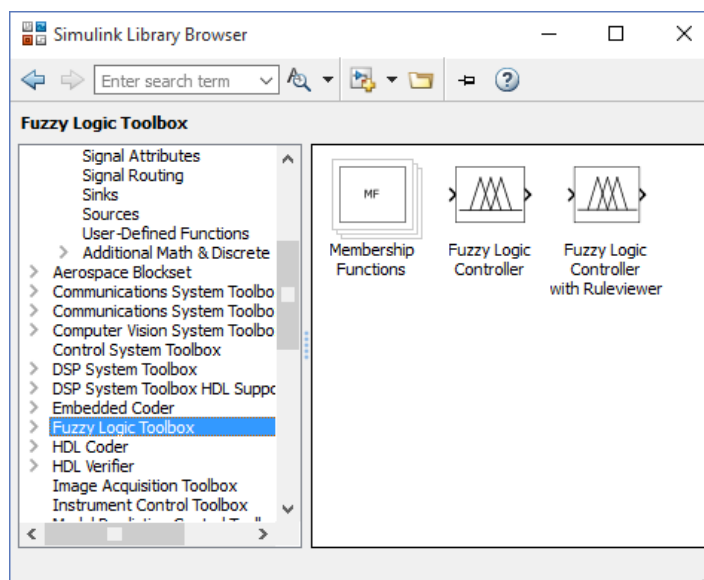 Simulink Library Browser
Enter search term
Fuzzy Logic Toolbox
Signal Attributes
Signal Routing
Sinks
Sources
User-Defined Functions
Additional Math & Discrete
Aerospace Blockset
Communications System Toolbo
Communications System Toolbo
Computer Vision System Toolbo
Control System Toolbox
DSP System Toolbox
DSP System Toolbox HDL Suppo
Embedded Coder
Fuzzy Logic Toolbox
HDL Coder
HDL Verifier
Image Acquisition Toolbox
Instrument Control Toolbox
MF
Membership
Functions
Fuzzy Logic
Controller
Fuzzy Logic
Controller
with Ruleviewer